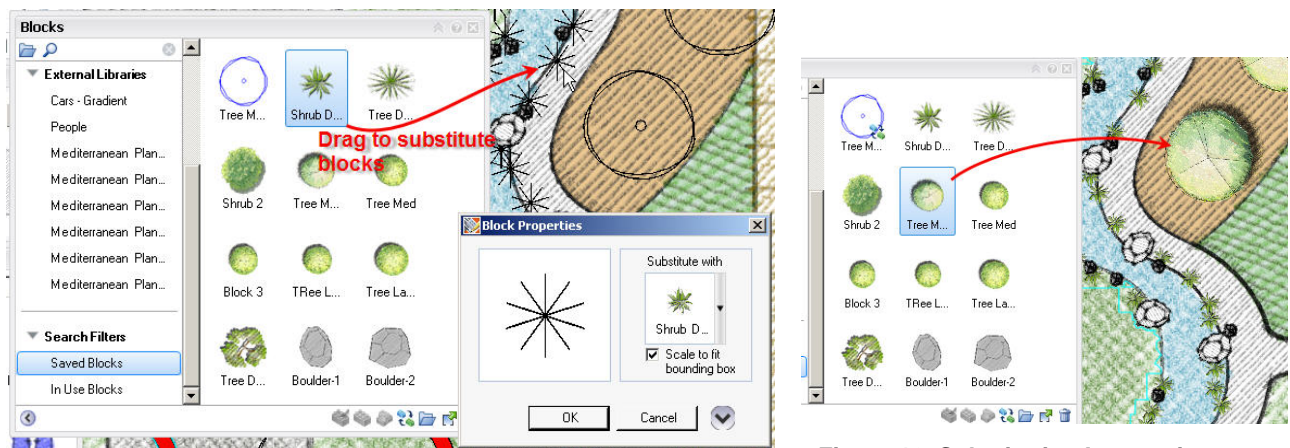 Blocks
External Libraries
Cars - Gradient
People
Mediterranean Plan...
Mediterranean Plan...
Mediterranean Plan...
Mediterranean Plan...
Mediterranean Plan...
Mediterranean Plan...
Search Filters
Saved Blocks
In Use Blocks
Tree M...
Shrub D...
Tree D...
Drag to substitute
blocks
Shrub 2
Tree M...
Tree Med
Block 3
TRee L...
Tree La...
Tree D...
Boulder-1
Boulder-2
Block Properties
Substitute with
Shrub D...
Scale to fit
bounding box
OK
Cancel
Tree M...
Shrub D...
Tree D...
Shrub 2
Tree M...
Tree Med
Block 3
TRee L...
Tree La...
Tree D...
Boulder-1
Boulder-2